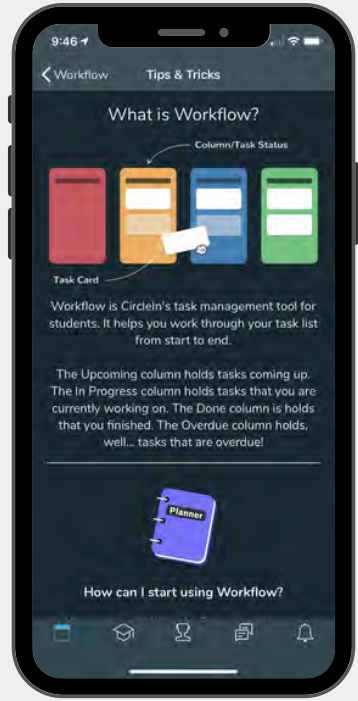 9:46
Workflow Tips & Tricks
What is Workflow?
Column/Task Status
Task Card
Workflow is CircleIn's task management tool for
students. It helps you work through your task list
from start to end.
The Upcoming column holds tasks coming up.
The In Progress column holds tasks that you are
currently working on. The Done column is holds
that you finished. The Overdue column holds,
well... tasks that are overdue!
Planner
How can I start using Workflow?